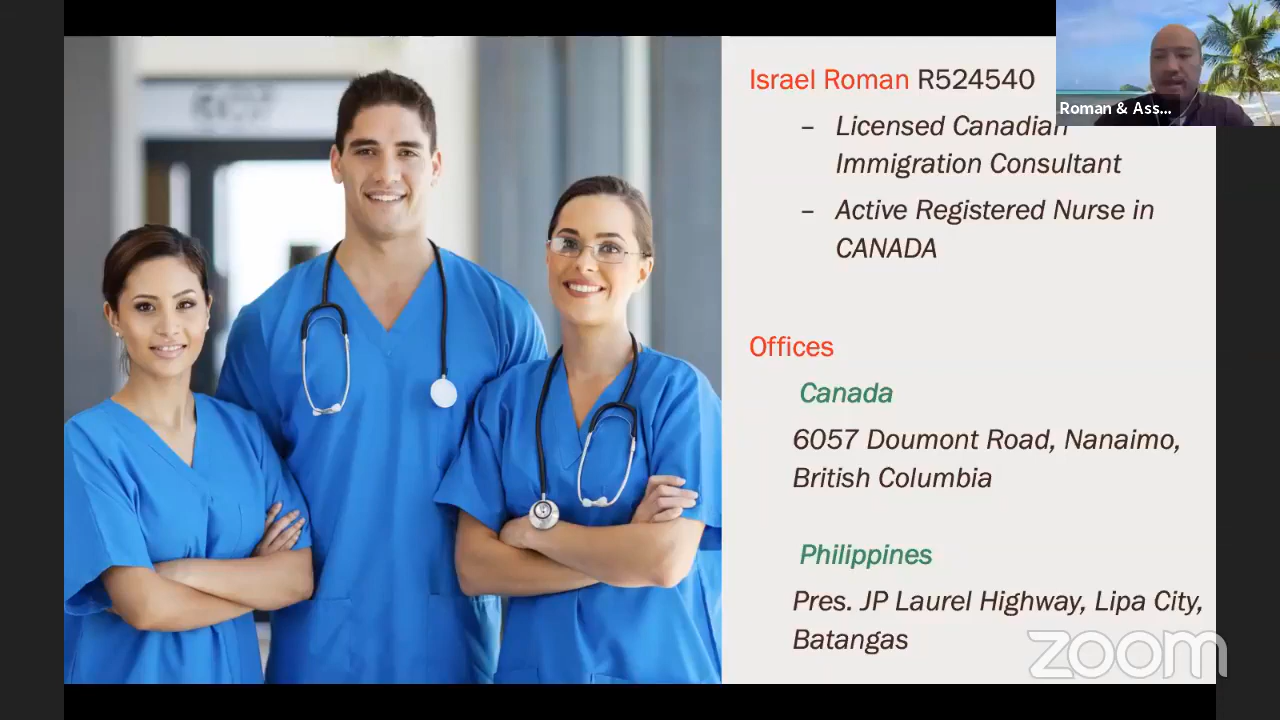 Israel Roman R524540
Roman & Ass...
– Licensed Canadian
Immigration Consultant
– Active Registered Nurse in
CANADA
Offices
Canada
6057 Doumont Road, Nanaimo,
British Columbia
Philippines
Pres. JP Laurel Highway, Lipa City,
Batangas
zoom